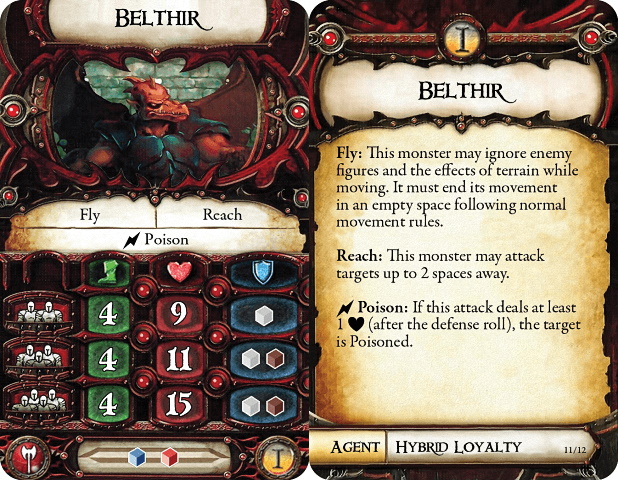 BELTHIR
Fly
Reach
Poison
4
9
4
11
4
15
I
I
BELTHIR
Fly: This monster may ignore enemy
figures and the effects of terrain while
moving. It must end its movement
in an empty space following normal
movement rules.
Reach: This monster may attack
targets up to 2 spaces away.
Poison: If this attack deals at least
1 ♥ (after the defense roll), the target
is Poisoned.
AGENT HYBRID LOYALTY 11/12